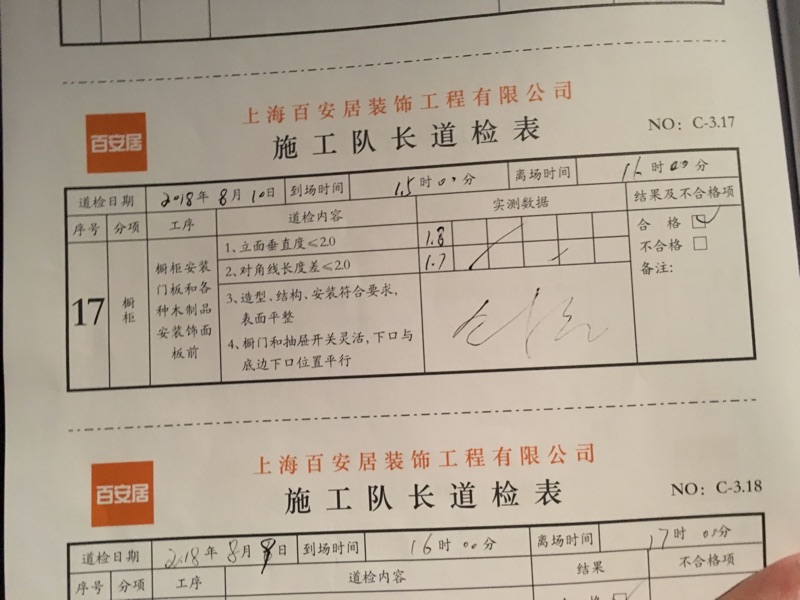 百安居
上海百安居装饰工程有限公司
施工队长道检表
NO：C-3.17
道检日期 2018年8月10日 到场时间 15时00分 离场时间 16时00分
序号 分项 工序 道检内容 实测数据 结果及不合格项
17
橱柜
橱柜安装
门板和各
种木制品
安装饰面
板前
1、立面垂直度≤2.0
2、对角线长度差≤2.0
3、造型、结构、安装符合要求，
表面平整
4、橱门和抽屉开关灵活，下口与
底边下口位置平行
1.8
1.7
合格
不合格
备注：
百安居
上海百安居装饰工程有限公司
施工队长道检表
NO：C-3.18
道检日期 2018年8月9日 到场时间 16时00分 离场时间 17时00分
序号 分项 工序 道检内容 结果 不合格项